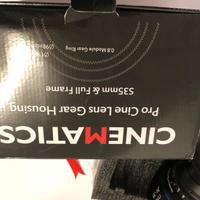 CINEMATICS
Pro Cine Lens Gear Housing
S35mm & Full Frame
0.8 Module Gear Ring